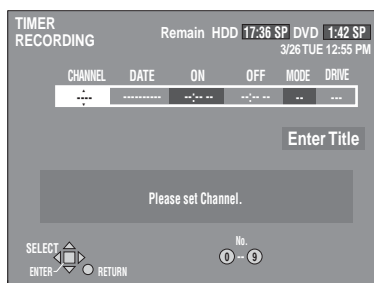 TIMER
RECORDING
Remain HDD 17:36 SP DVD 1:42 SP
3/26 TUE 12:55 PM
CHANNEL DATE ON OFF MODE DRIVE
---- ---------- --:-- -- --:-- -- -- ---
Enter Title
Please set Channel.
SELECT
No.
0 -- 9
ENTER RETURN